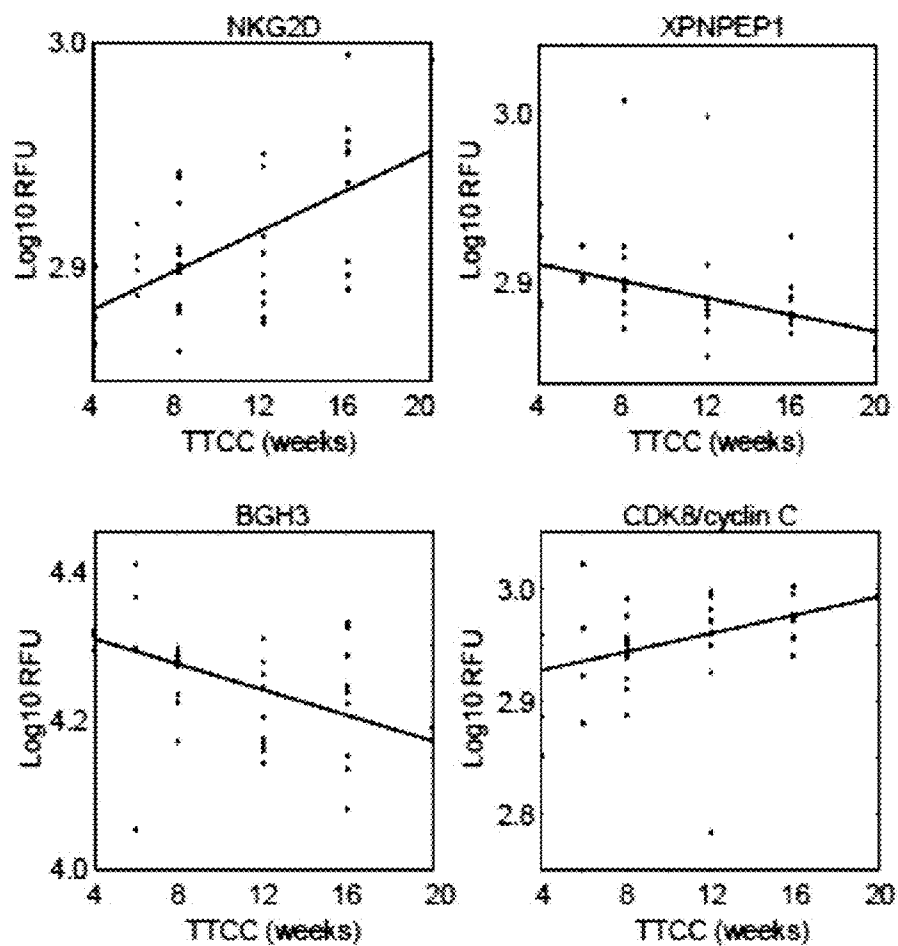 NKG2D
3.0
2.9
Log10 RFU
4 8 12 16 20
TTCC (weeks)
XPNPEP1
3.0
2.9
Log10 RFU
4 8 12 16 20
TTCC (weeks)
BGH3
4.4
4.2
4.0
Log10 RFU
4 8 12 16 20
TTCC (weeks)
CDK8/cyclin C
3.0
2.9
2.8
Log10 RFU
4 8 12 16 20
TTCC (weeks)